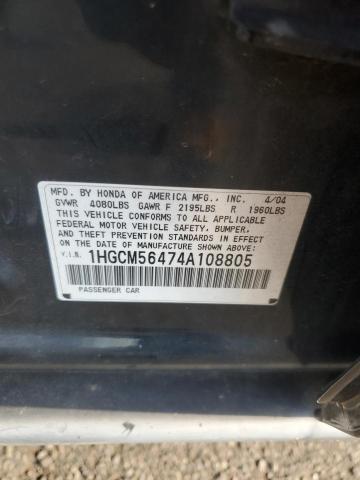 MFD. BY HONDA OF AMERICA MFG., INC. 4/04
GVWR 4080LBS GAWR F 2195LBS R 1960LBS
THIS VEHICLE CONFORMS TO ALL APPLICABLE
FEDERAL MOTOR VEHICLE SAFETY, BUMPER,
AND THEFT PREVENTION STANDARDS IN EFFECT
ON THE DATE OF MANUFACTURE SHOWN ABOVE.
V.I.N. 1HGCM56474A108805
PASSENGER CAR